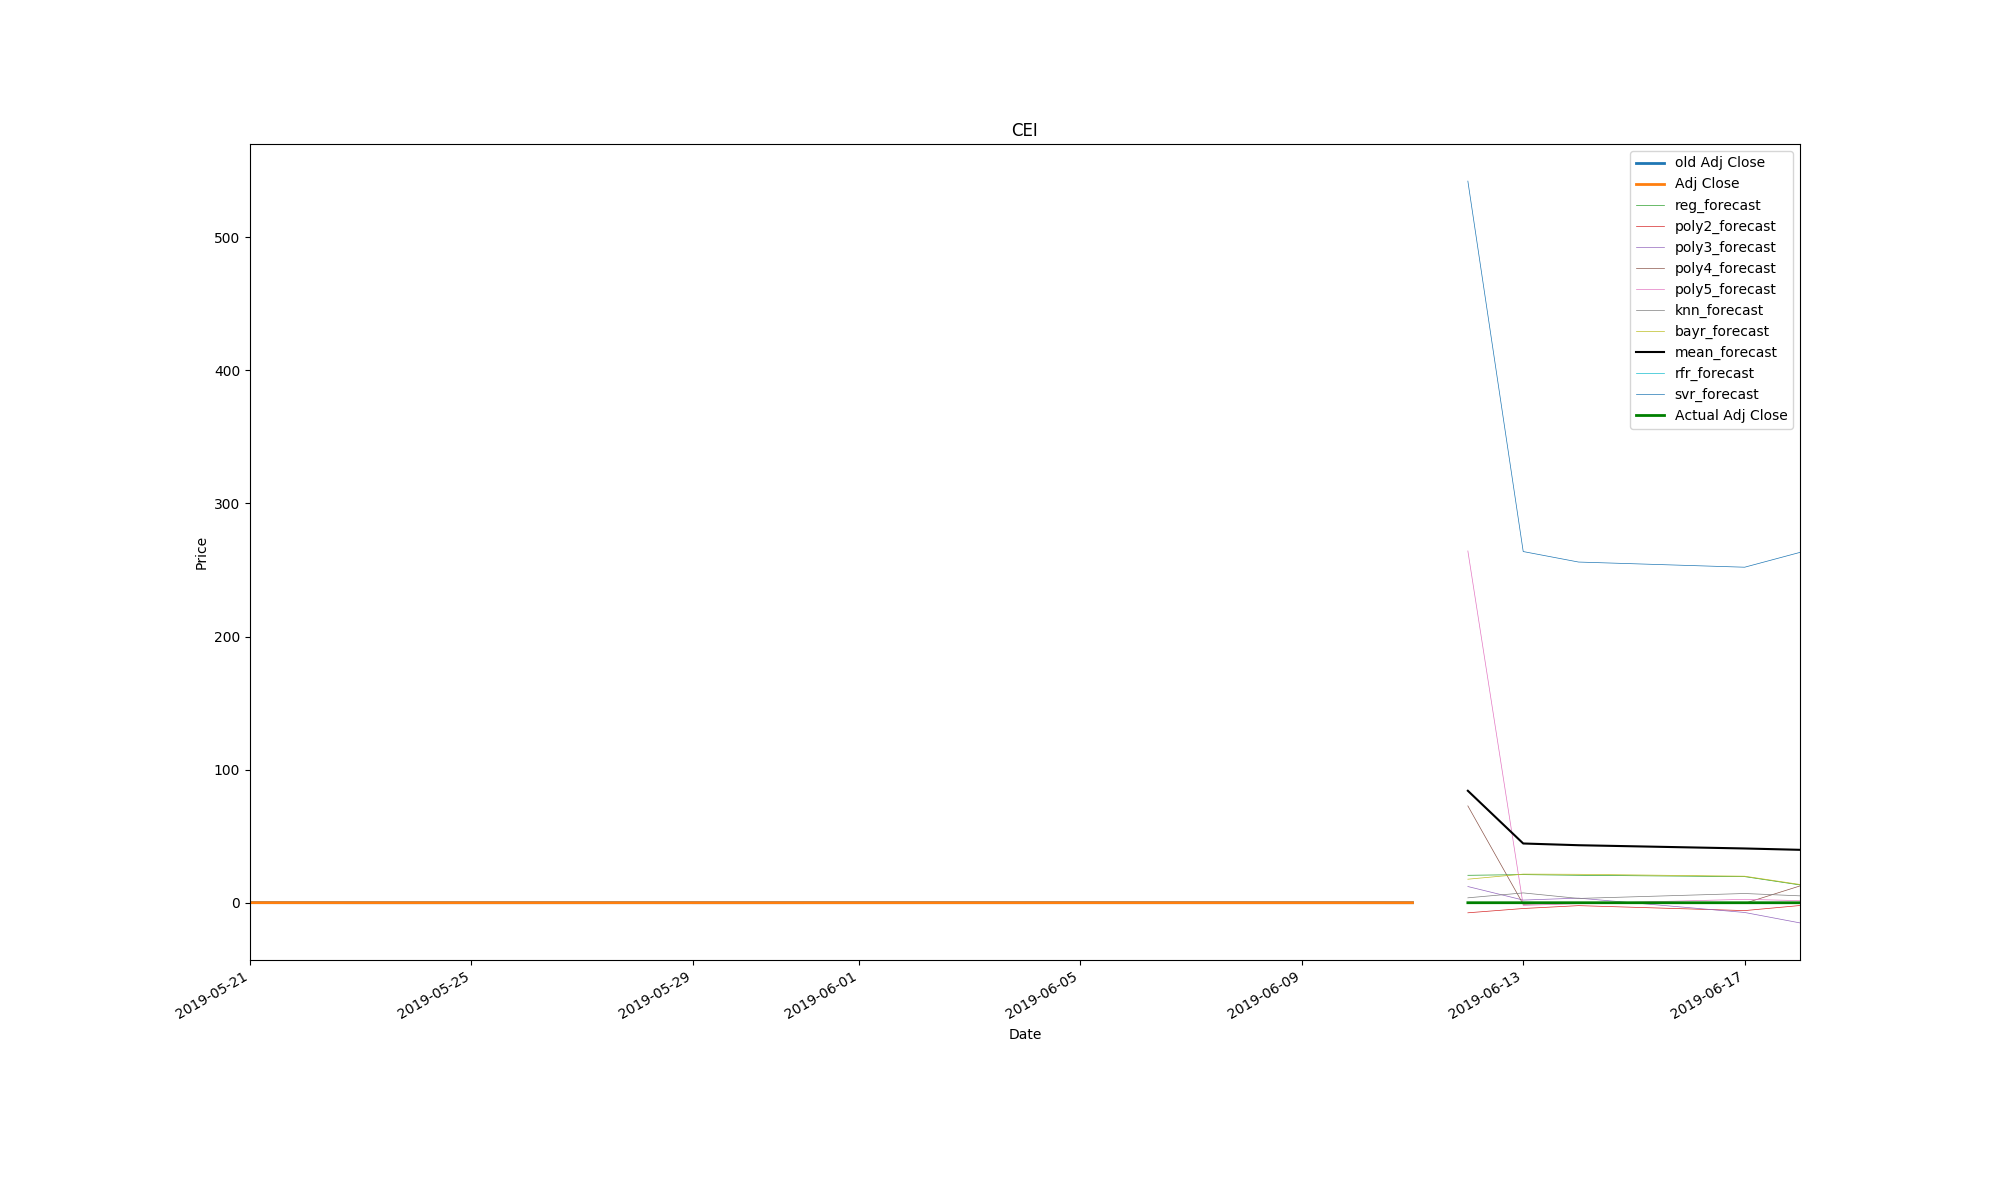 CEI
old Adj Close
Adj Close
reg_forecast
poly2_forecast
poly3_forecast
poly4_forecast
poly5_forecast
knn_forecast
bayr_forecast
mean_forecast
rfr_forecast
svr_forecast
Actual Adj Close
500
400
300
200
100
0
Price
2019-05-21
2019-05-25
2019-05-29
2019-06-01
2019-06-05
2019-06-09
2019-06-13
2019-06-17
Date